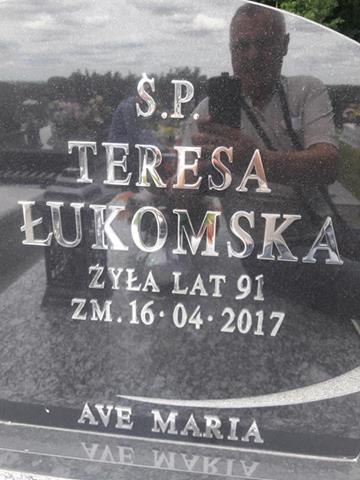 Ś.P.
TERESA
ŁUKOMSKA
ŻYŁA LAT 91
ZM. 16·04·2017
AVE MARIA